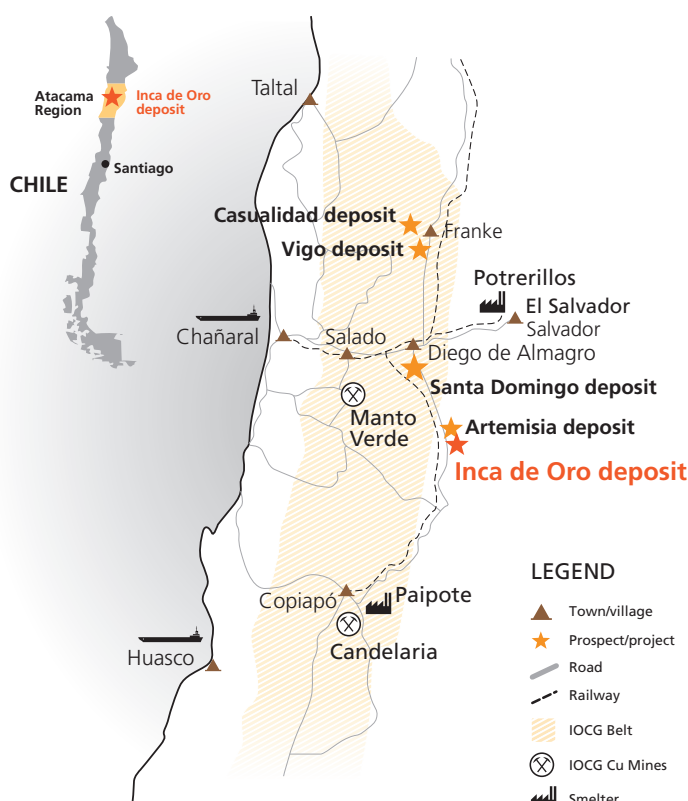 Atacama
Region
Inca de Oro
deposit
Santiago
CHILE
Taltal
Casualidad deposit
Franke
Vigo deposit
Potrerillos
El Salvador
Salvador
Chañaral
Salado
Diego de Almagro
Santa Domingo deposit
Manto
Verde
Artemisia deposit
Inca de Oro deposit
Copiapó
Paipote
Candelaria
Huasco
LEGEND
Town/village
Prospect/project
Road
Railway
IOCG Belt
IOCG Cu Mines
Smelter